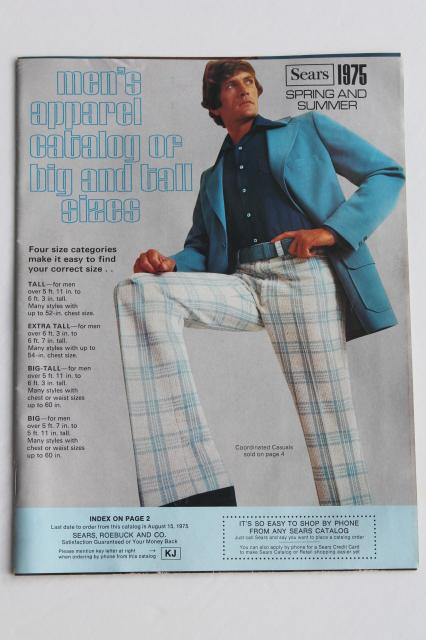 men's
apparel
catalog of
big and tall
sizes
Sears 1975
SPRING AND
SUMMER
Four size categories
make it easy to find
your correct size . .
TALL—for men
over 5 ft. 11 in. to
6 ft. 3 in. tall.
Many styles with
up to 52-in. chest size.
EXTRA TALL—for men
over 6 ft. 3 in. to
6 ft. 7 in. tall.
Many styles with up to
54-in. chest size.
BIG-TALL—for men
over 5 ft. 11 in. to
6 ft. 3 in. tall.
Many styles with
chest or waist sizes
up to 60 in.
BIG—for men
over 5 ft. 7 in. to
5 ft. 11 in. tall.
Many styles with
chest or waist sizes
up to 60 in.
Coordinated Casuals
sold on page 4
INDEX ON PAGE 2
Last date to order from this catalog is August 15, 1975
SEARS, ROEBUCK AND CO.
Satisfaction Guaranteed or Your Money Back
Please mention key letter at right → KJ
when ordering by phone from this catalog
IT'S SO EASY TO SHOP BY PHONE
FROM ANY SEARS CATALOG
Just call Sears and say you want to place a catalog order
You can also apply by phone for a Sears Credit Card
to make Catalog or Retail shopping easier yet